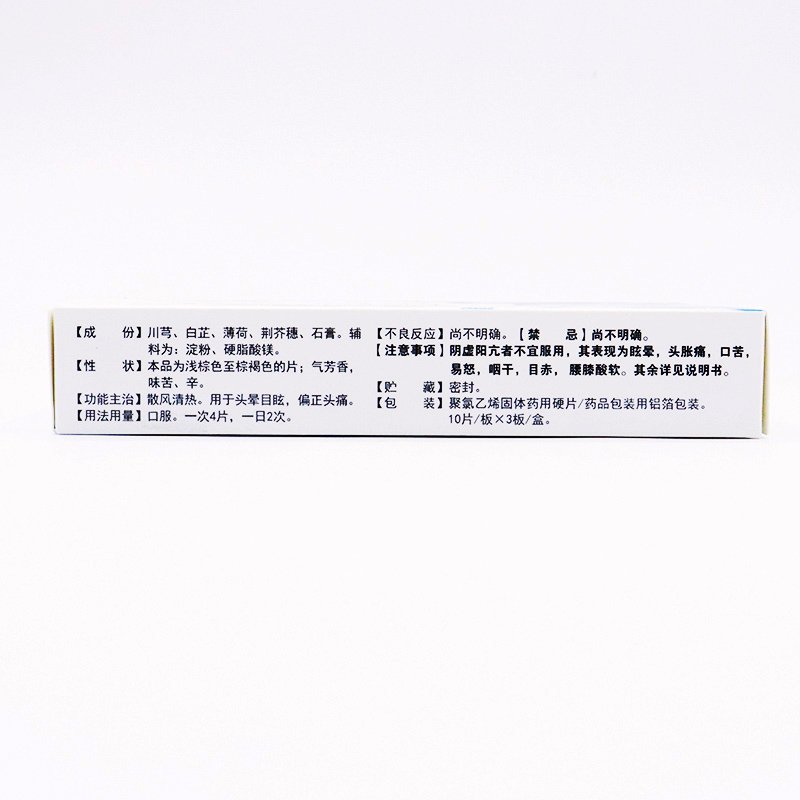 【成　份】川芎、白芷、薄荷、荆芥穗、石膏。辅
料为：淀粉、硬脂酸镁。
【性　状】本品为浅棕色至棕褐色的片；气芳香，
味苦、辛。
【功能主治】散风清热。用于头晕目眩，偏正头痛。
【用法用量】口服。一次4片，一日2次。
【不良反应】尚不明确。【禁　忌】尚不明确。
【注意事项】阴虚阳亢者不宜服用，其表现为眩晕，头胀痛，口苦，
易怒，咽干，目赤，腰膝酸软。其余详见说明书。
【贮　藏】密封。
【包　装】聚氯乙烯固体药用硬片/药品包装用铝箔包装。
10片/板×3板/盒。